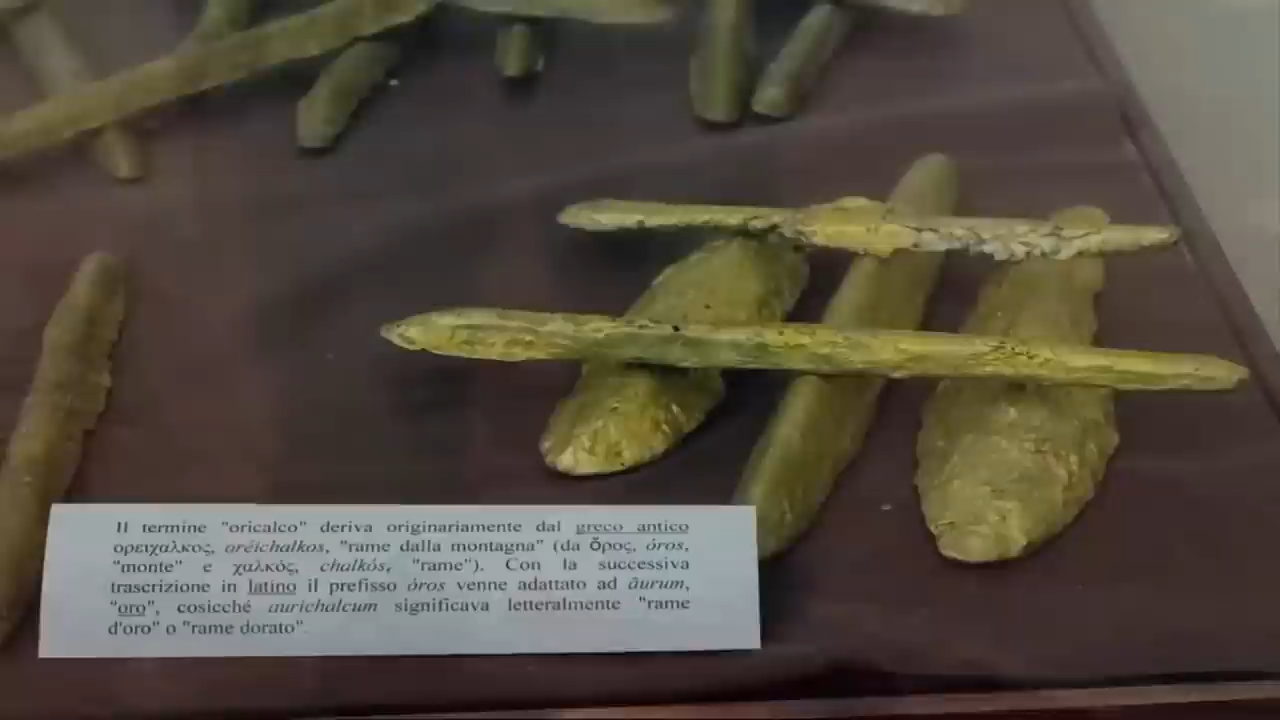 Il termine "oricalco" deriva originariamente dal greco antico
ορειχαλκος, oréichalkos, "rame dalla montagna" (da ὄρος, óros,
"monte" e χαλκός, chalkós, "rame"). Con la successiva
trascrizione in latino il prefisso óros venne adattato ad āurum,
"oro", cosicché aurichalcum significava letteralmente "rame
d'oro" o "rame dorato".